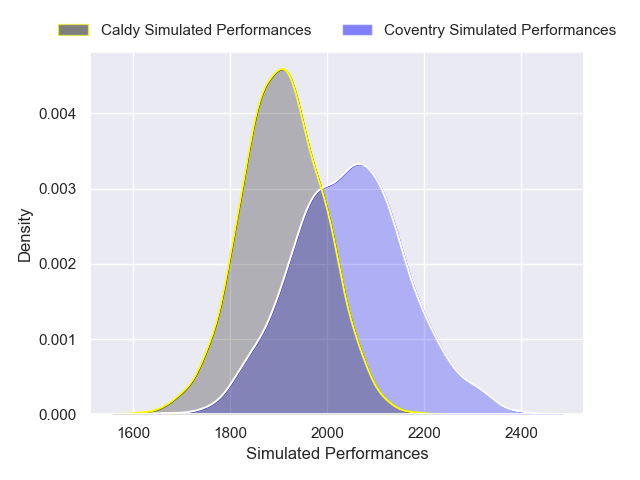 Caldy Simulated Performances
Coventry Simulated Performances
0.004
0.003
0.002
0.001
0.000
Density
1600
1800
2000
2200
2400
Simulated Performances